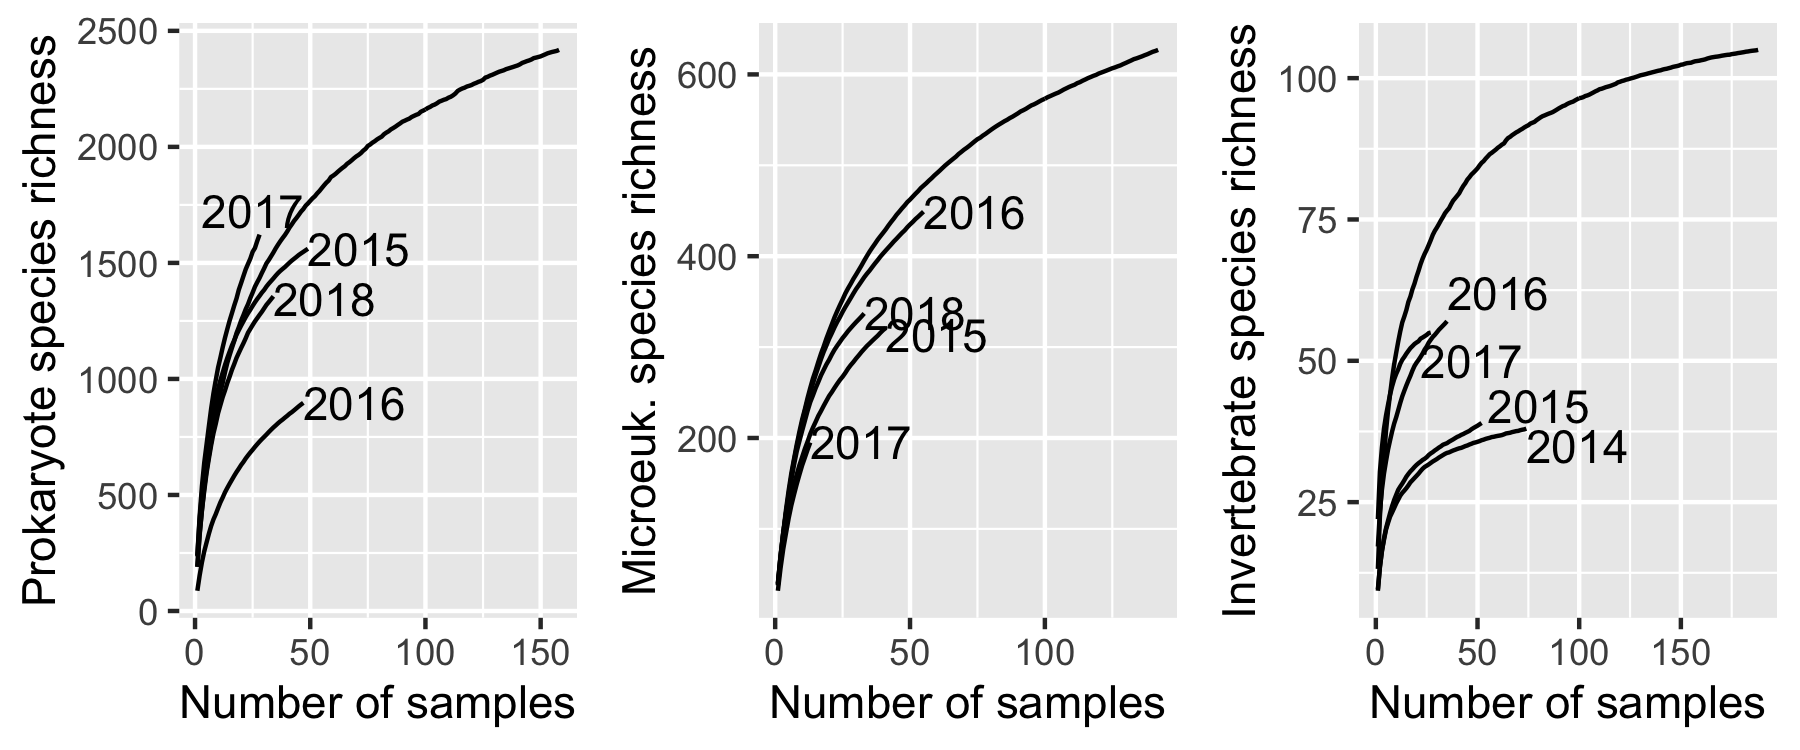 Prokaryote species richness
2500
2000
1500
1000
500
0
2017
2015
2018
2016
0 50 100 150
Number of samples
Microeuk. species richness
600
400
200
2016
2018
2015
2017
0 50 100
Number of samples
Invertebrate species richness
100
75
50
25
2016
2017
2015
2014
0 50 100 150
Number of samples